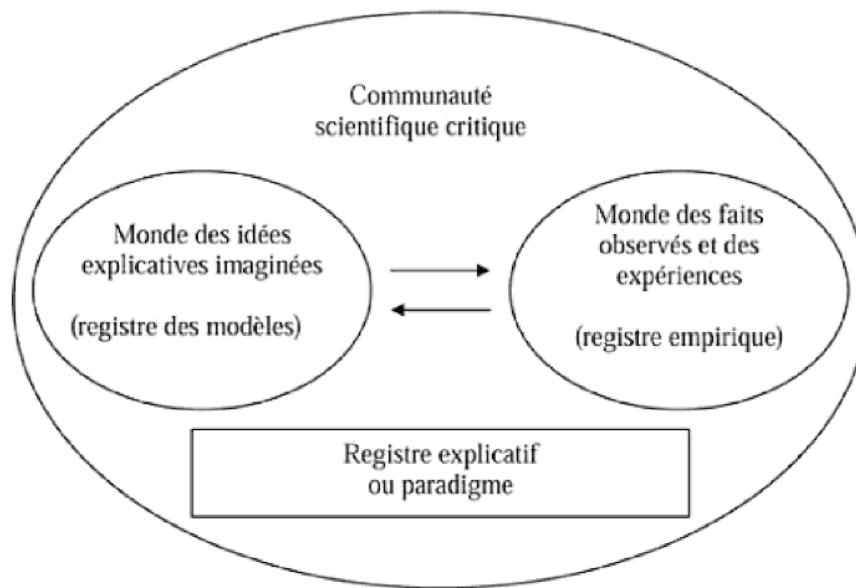 Communauté
scientifique critique
Monde des idées
explicatives imaginées
(registre des modèles)
Monde des faits
observés et des
expériences
(registre empirique)
Registre explicatif
ou paradigme